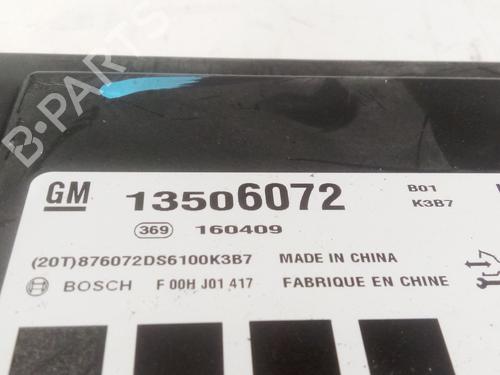 B-PARTS
GM 13506072 B01
K3B7
369 160409
(20T)876072DS6100K3B7 MADE IN CHINA
BOSCH F 00H J01 417 FABRIQUE EN CHINE